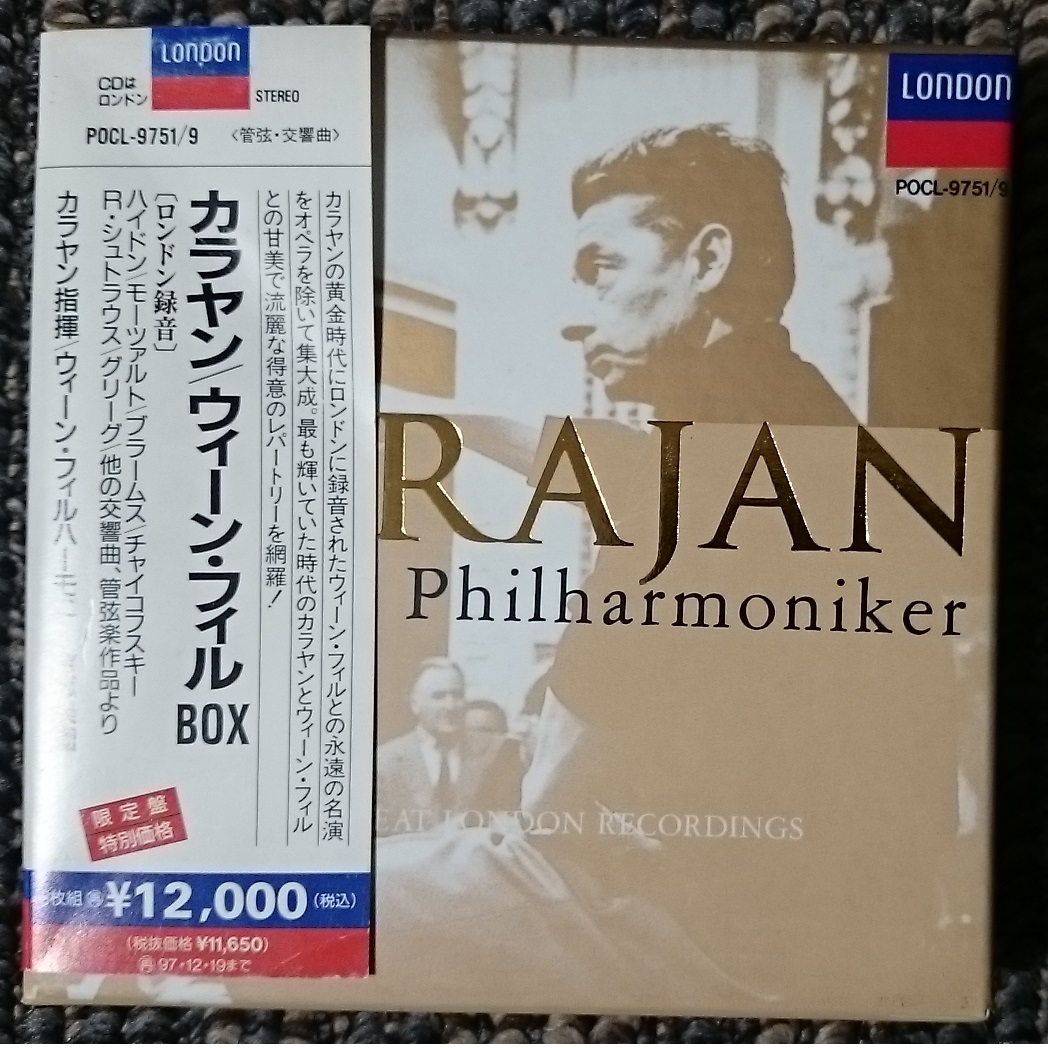 LONDON
CDは
ロンドン
STEREO
POCL-9751/9 〈管弦・交響曲〉
カラヤンの黄金時代にロンドンに録音されたウィーン・フィルとの永遠の名演
をオペラを除いて集大成。最も輝いていた時代のカラヤンとウィーン・フィル
との甘美で流麗な得意のレパートリーを網羅!
カラヤン/ウィーン・フィルBOX
〔ロンドン録音〕
ハイドン/モーツァルト/ブラームス/チャイコフスキー
R・シュトラウス/グリーグ/他の交響曲、管弦楽作品より
カラヤン指揮/ウィーン・フィルハーモニー
限定盤
特別価格
枚組 再 ¥12,000 (税込)
(税抜価格 ¥11,650)
再 97・12・19まで
LONDON
POCL-9751/9
RAJAN
Philharmoniker
EAT LONDON RECORDINGS